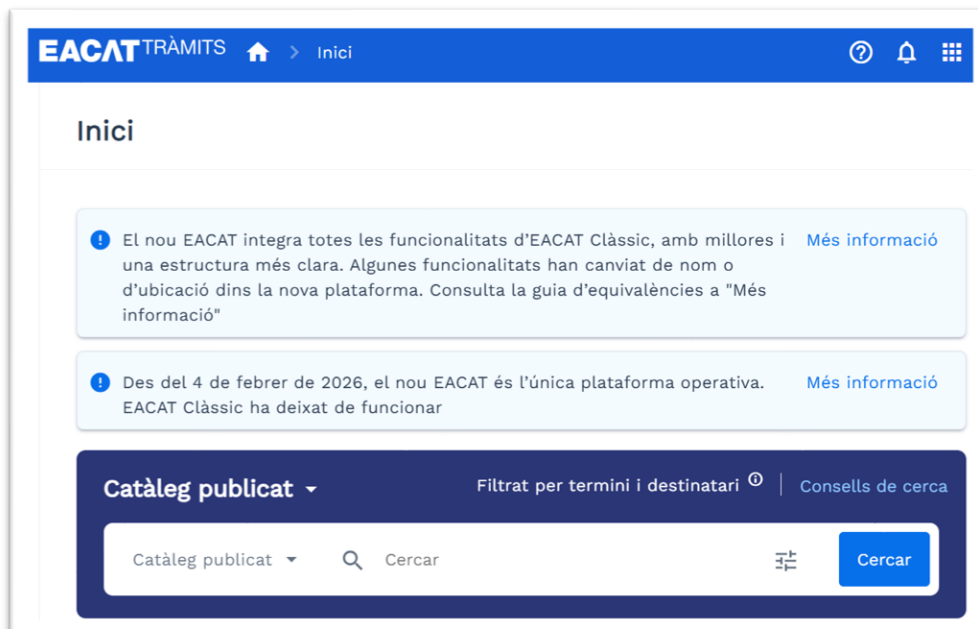 EACAT TRÀMITS > Inici
Inici
El nou EACAT integra totes les funcionalitats d’EACAT Clàssic, amb millores i Més informació
una estructura més clara. Algunes funcionalitats han canviat de nom o
d’ubicació dins la nova plataforma. Consulta la guia d’equivalències a "Més
informació"
Des del 4 de febrer de 2026, el nou EACAT és l’única plataforma operativa. Més informació
EACAT Clàssic ha deixat de funcionar
Catàleg publicat Filtrat per termini i destinatari | Consells de cerca
Catàleg publicat Cercar Cercar